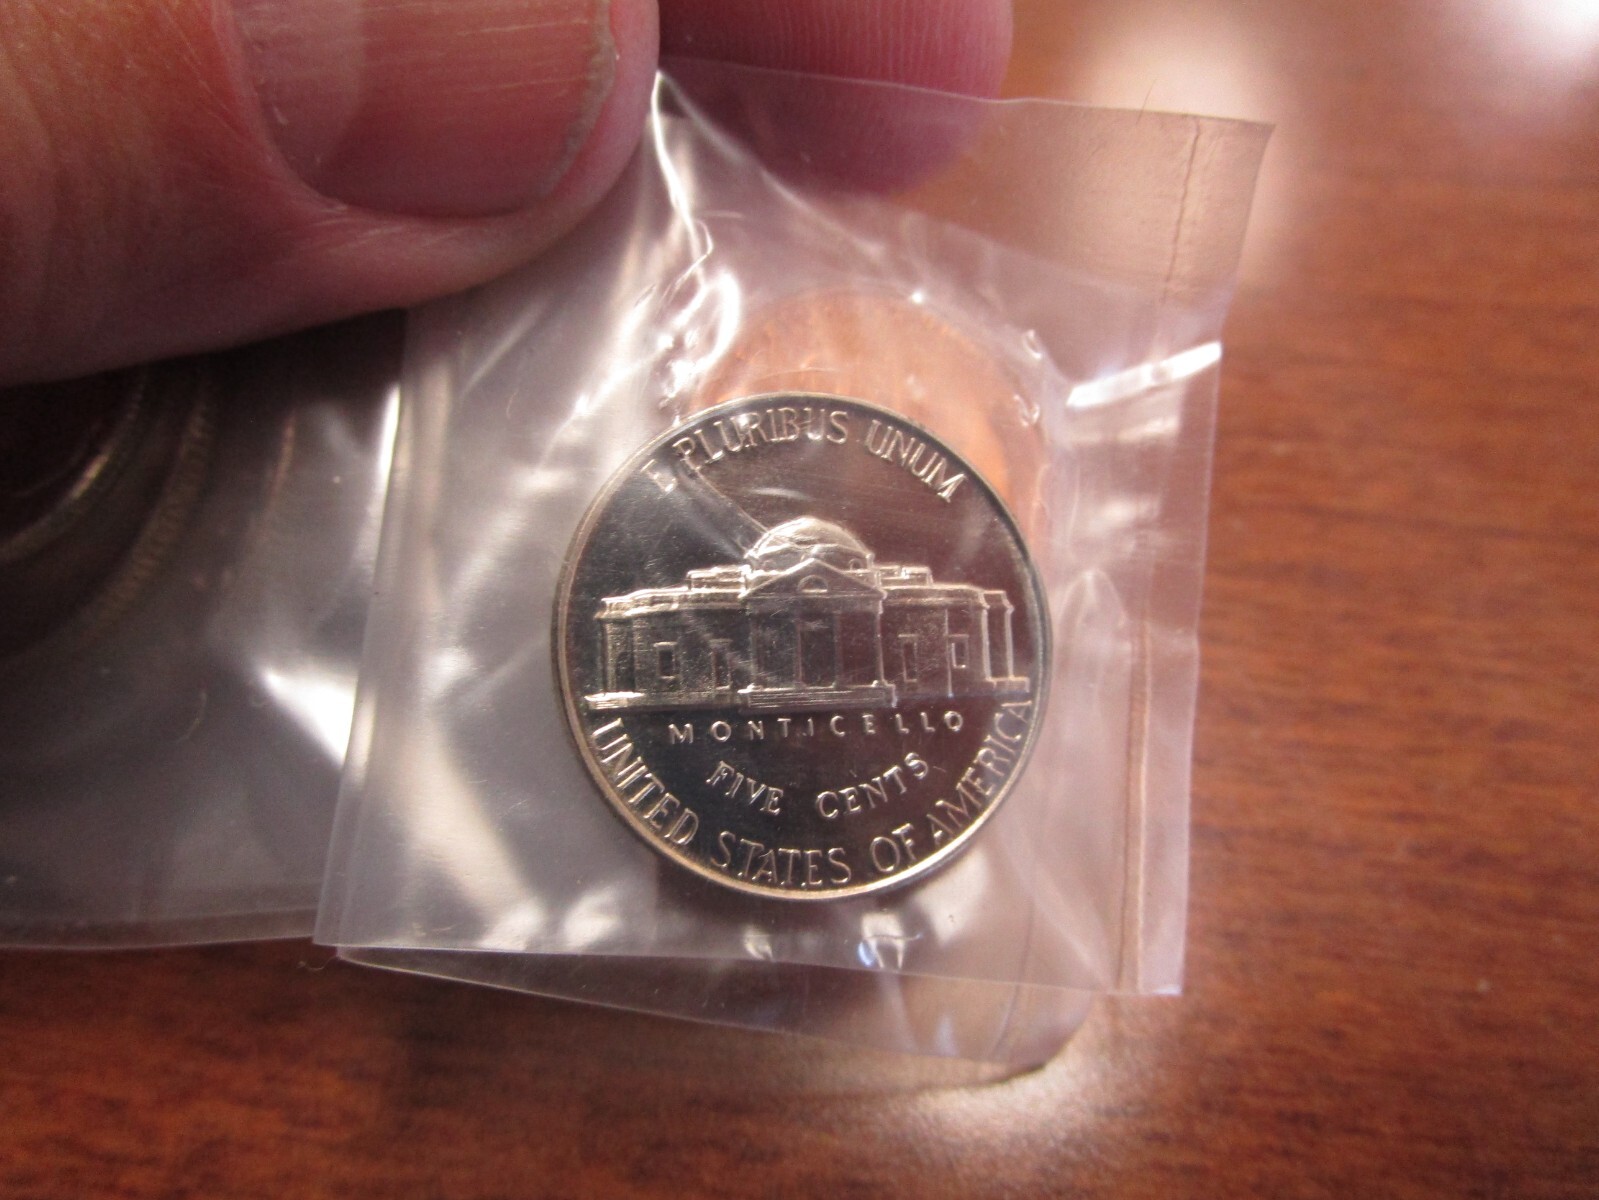 E PLURIBUS UNUM
MONTICELLO
FIVE CENTS
UNITED STATES OF AMERICA